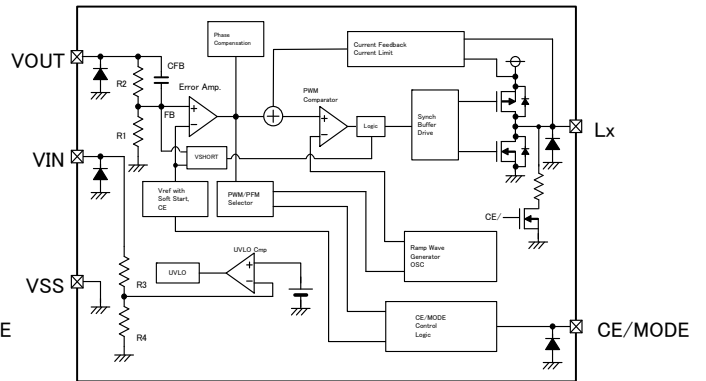 Phase
Compensation
Current Feedback
Current Limit
VOUT
CFB
R2
Error Amp.
PWM
Comparator
FB
R1
Logic
Synch
Buffer
Drive
Lx
VSHORT
VIN
Vref with
Soft Start,
CE
PWM/PFM
Selector
CE/
Ramp Wave
Generator
OSC
UVLO Cmp
R3
UVLO
VSS
R4
CE/MODE
Control
Logic
CE/MODE
E